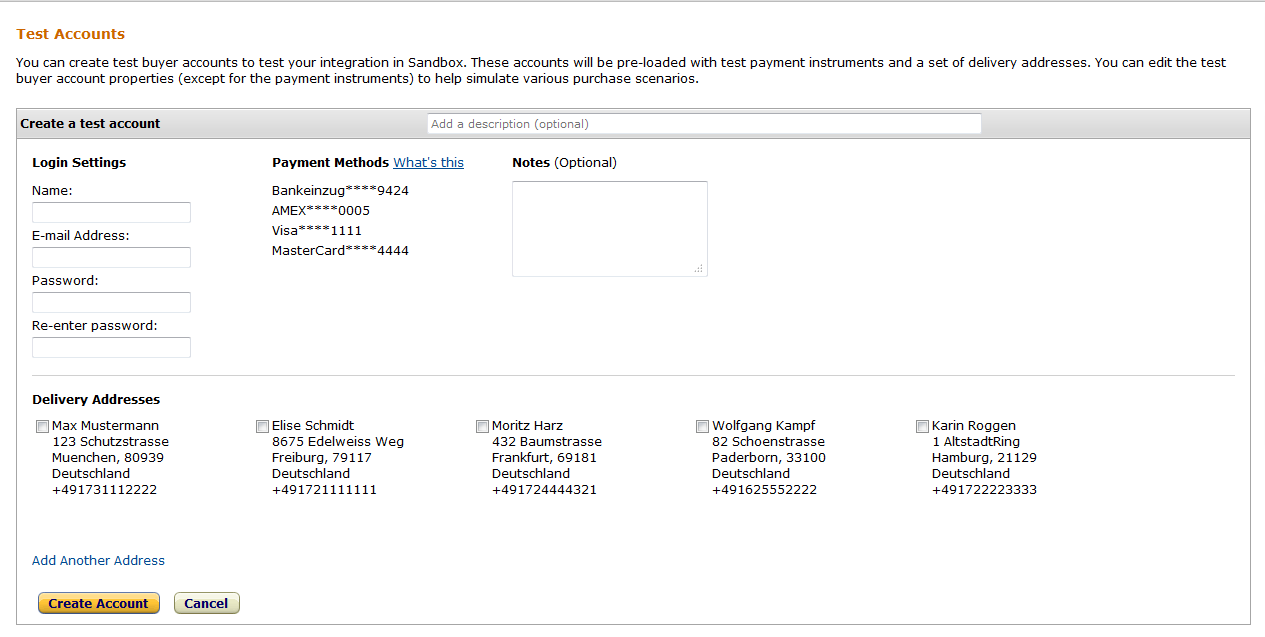 Test Accounts
You can create test buyer accounts to test your integration in Sandbox. These accounts will be pre-loaded with test payment instruments and a set of delivery addresses. You can edit the test
buyer account properties (except for the payment instruments) to help simulate various purchase scenarios.
Create a test account
Add a description (optional)
Login Settings
Name:
E-mail Address:
Password:
Re-enter password:
Payment Methods What's this
Bankeinzug****9424
AMEX****0005
Visa****1111
MasterCard****4444
Notes (Optional)
Delivery Addresses
Max Mustermann
123 Schutzstrasse
Muenchen, 80939
Deutschland
+491731112222
Elise Schmidt
8675 Edelweiss Weg
Freiburg, 79117
Deutschland
+491721111111
Moritz Harz
432 Baumstrasse
Frankfurt, 69181
Deutschland
+491724444321
Wolfgang Kampf
82 Schoenstrasse
Paderborn, 33100
Deutschland
+491625552222
Karin Roggen
1 AltstadtRing
Hamburg, 21129
Deutschland
+491722223333
Add Another Address
Create Account
Cancel